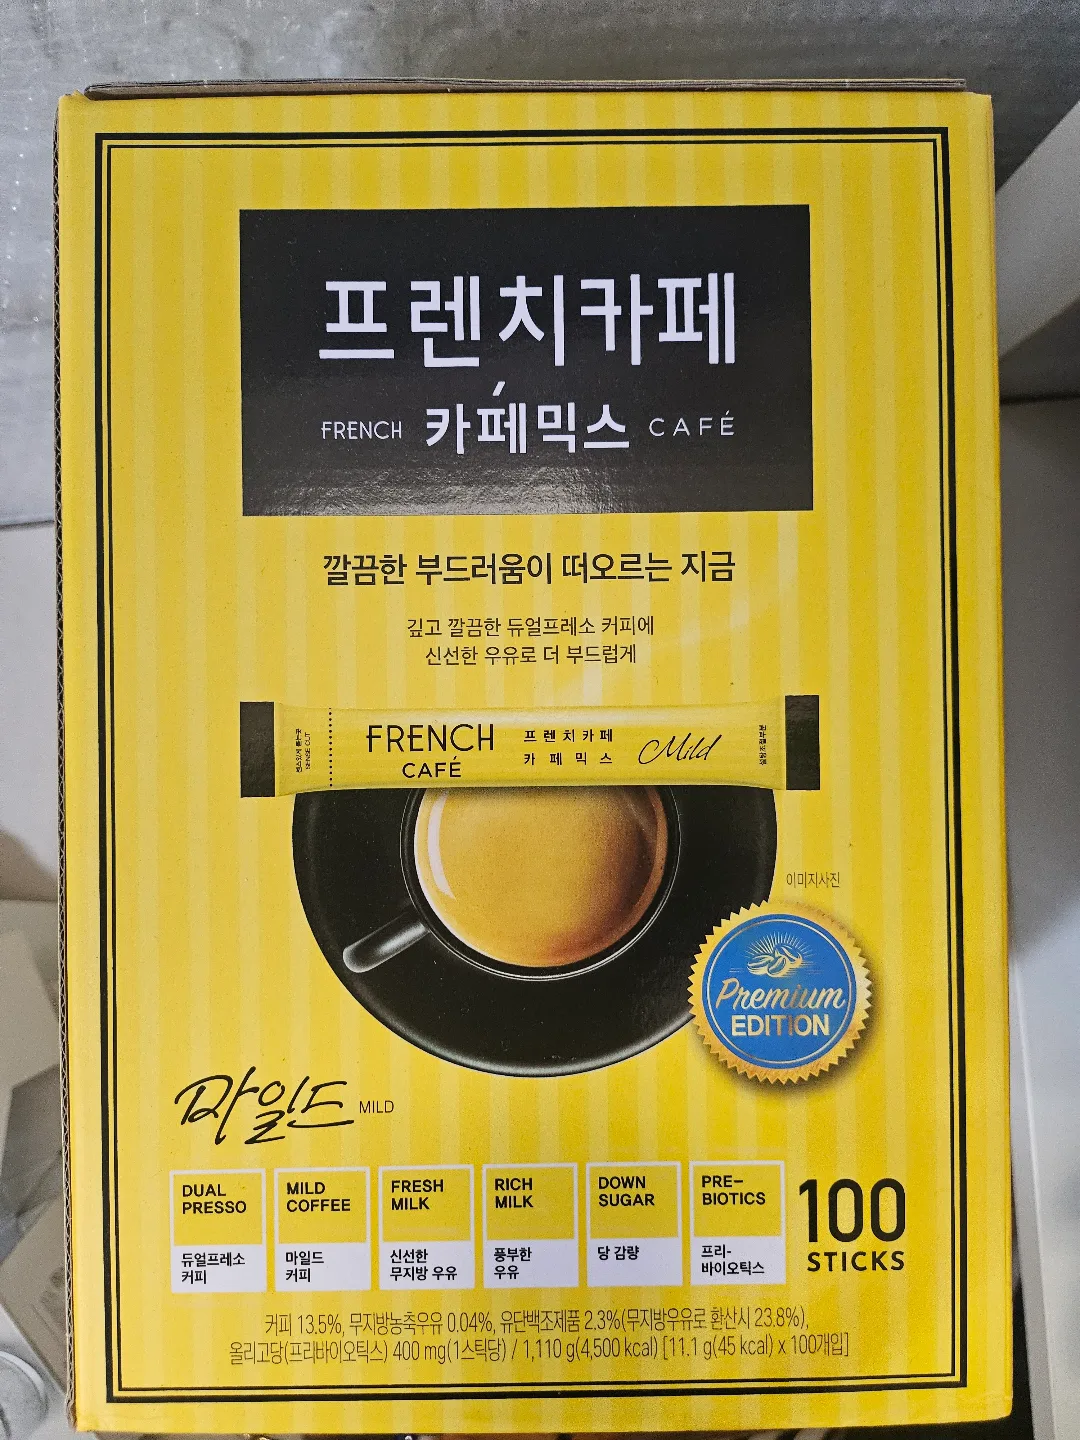 프렌치카페
FRENCH 카페믹스 CAFÉ
깔끔한 부드러움이 떠오르는 지금
깊고 깔끔한 듀얼프레소 커피에
신선한 우유로 더 부드럽게
FRENCH
CAFÉ
프렌치카페
카페믹스
Mild
이미지사진
Premium
EDITION
마일드 MILD
DUAL
PRESSO
듀얼프레소
커피
MILD
COFFEE
마일드
커피
FRESH
MILK
신선한
무지방 우유
RICH
MILK
풍부한
우유
DOWN
SUGAR
당 감량
PRE-
BIOTICS
프리-
바이오틱스
100
STICKS
커피 13.5%, 무지방농축우유 0.04%, 유단백조제품 2.3%(무지방우유로 환산시 23.8%),
올리고당(프리바이오틱스) 400 mg(1스틱당) / 1,110 g(4,500 kcal) [11.1 g(45 kcal) x 100개입]